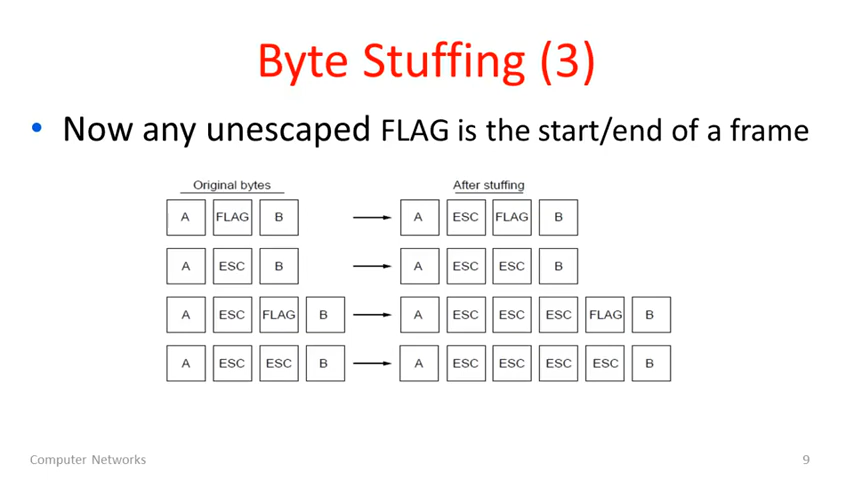 Byte Stuffing (3)
• Now any unescaped FLAG is the start/end of a frame
Original bytes After stuffing
A FLAG B A ESC FLAG B
A ESC B A ESC ESC B
A ESC FLAG B A ESC ESC ESC FLAG B
A ESC ESC B A ESC ESC ESC ESC B
Computer Networks 9